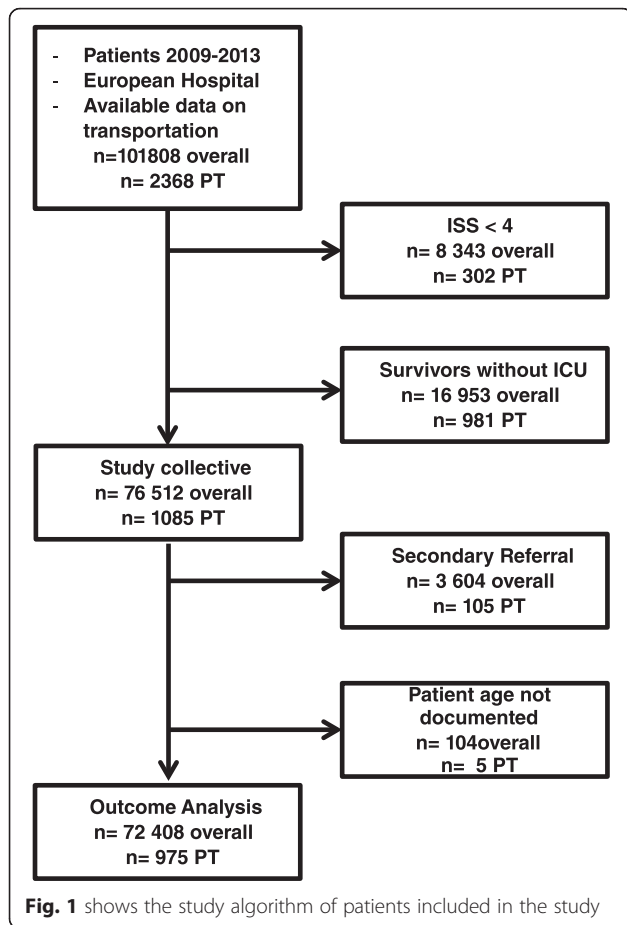 - Patients 2009-2013
- European Hospital
- Available data on
transportation
n=101808 overall
n= 2368 PT
ISS < 4
n= 8 343 overall
n= 302 PT
Survivors without ICU
n= 16 953 overall
n= 981 PT
Study collective
n= 76 512 overall
n= 1085 PT
Secondary Referral
n= 3 604 overall
n= 105 PT
Patient age not
documented
n= 104overall
n= 5 PT
Outcome Analysis
n= 72 408 overall
n= 975 PT
Fig. 1 shows the study algorithm of patients included in the study